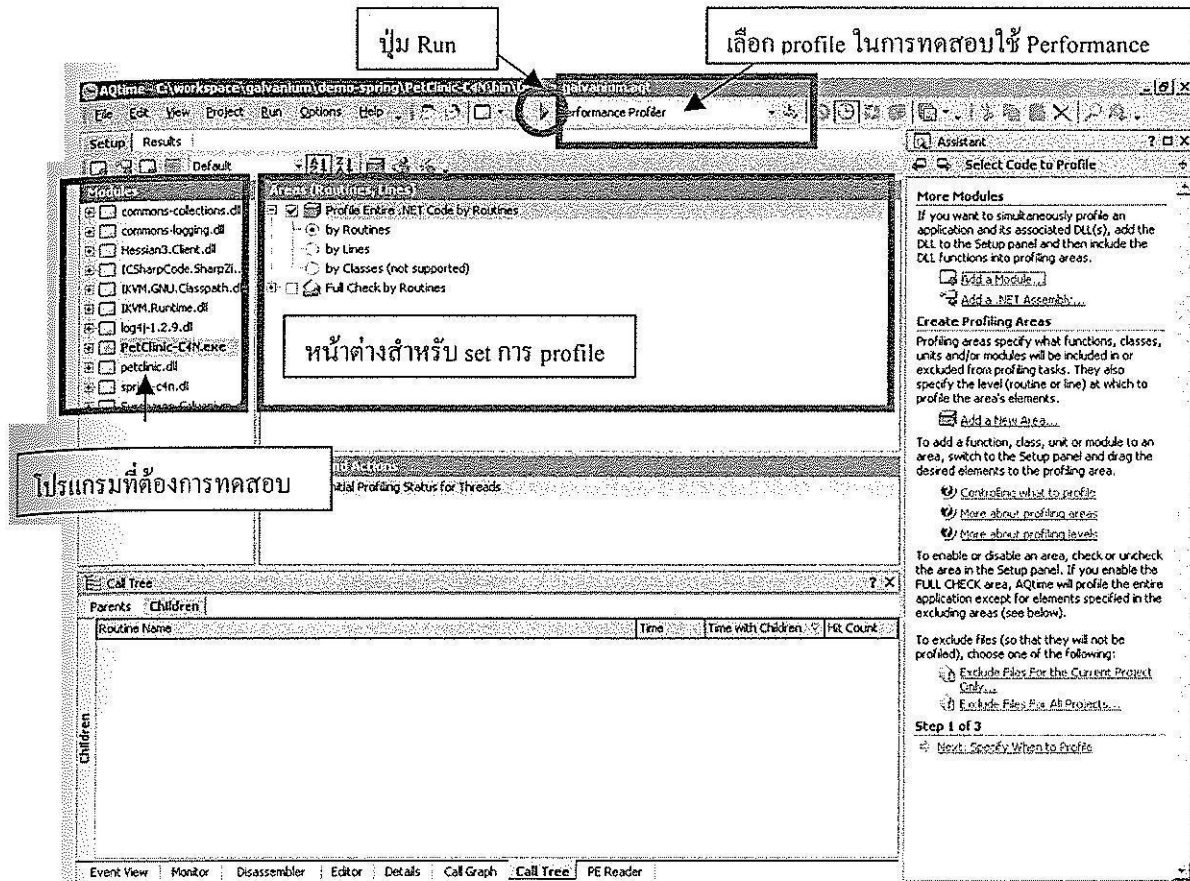 ปุ่ม Run
เลือก profile ในการทดสอบใช้ Performance
AQtime - C:\workspace\galvanium\demo-spring\PetClinic-C4N\bin\ galvanium.aqt
File Edit View Project Run Options Help
Performance Profiler
Setup Results
Default
Modules
commons-collections.dl
commons-logging.dll
Hessian3.Client.dll
ICSharpCode.SharpZi...
IKVM.GNU.Classpath.d
IKVM.Runtime.dll
log4j-1.2.9.dll
PetClinic-C4N.exe
petclinic.dll
spring-c4n.dll
Areas (Routines, Lines)
Profile Entire .NET Code by Routines
by Routines
by Lines
by Classes (not supported)
Full Check by Routines
หน้าต่างสำหรับ set การ profile
โปรแกรมที่ต้องการทดสอบ
Actions
Initial Profiling Status for Threads
Call Tree
Parents Children
Routine Name Time Time with Children Hit Count
Children
Event View Monitor Disassembler Editor Details Call Graph Call Tree PE Reader
Assistant
Select Code to Profile
More Modules
If you want to simultaneously profile an
application and its associated DLL(s), add the
DLL to the Setup panel and then include the
DLL functions into profiling areas.
Add a Module...
Add a .NET Assembly...
Create Profiling Areas
Profiling areas specify what functions, classes,
units and/or modules will be included in or
excluded from profiling tasks. They also
specify the level (routine or line) at which to
profile the area's elements.
Add a New Area...
To add a function, class, unit or module to an
area, switch to the Setup panel and drag the
desired elements to the profiling area.
Controlling what to profile
More about profiling areas
More about profiling levels
To enable or disable an area, check or uncheck
the area in the Setup panel. If you enable the
FULL CHECK area, AQtime will profile the entire
application except for elements specified in the
excluding areas (see below).
To exclude files (so that they will not be
profiled), choose one of the following:
Exclude Files For the Current Project
Only...
Exclude Files For All Projects...
Step 1 of 3
Next: Specify When to Profile